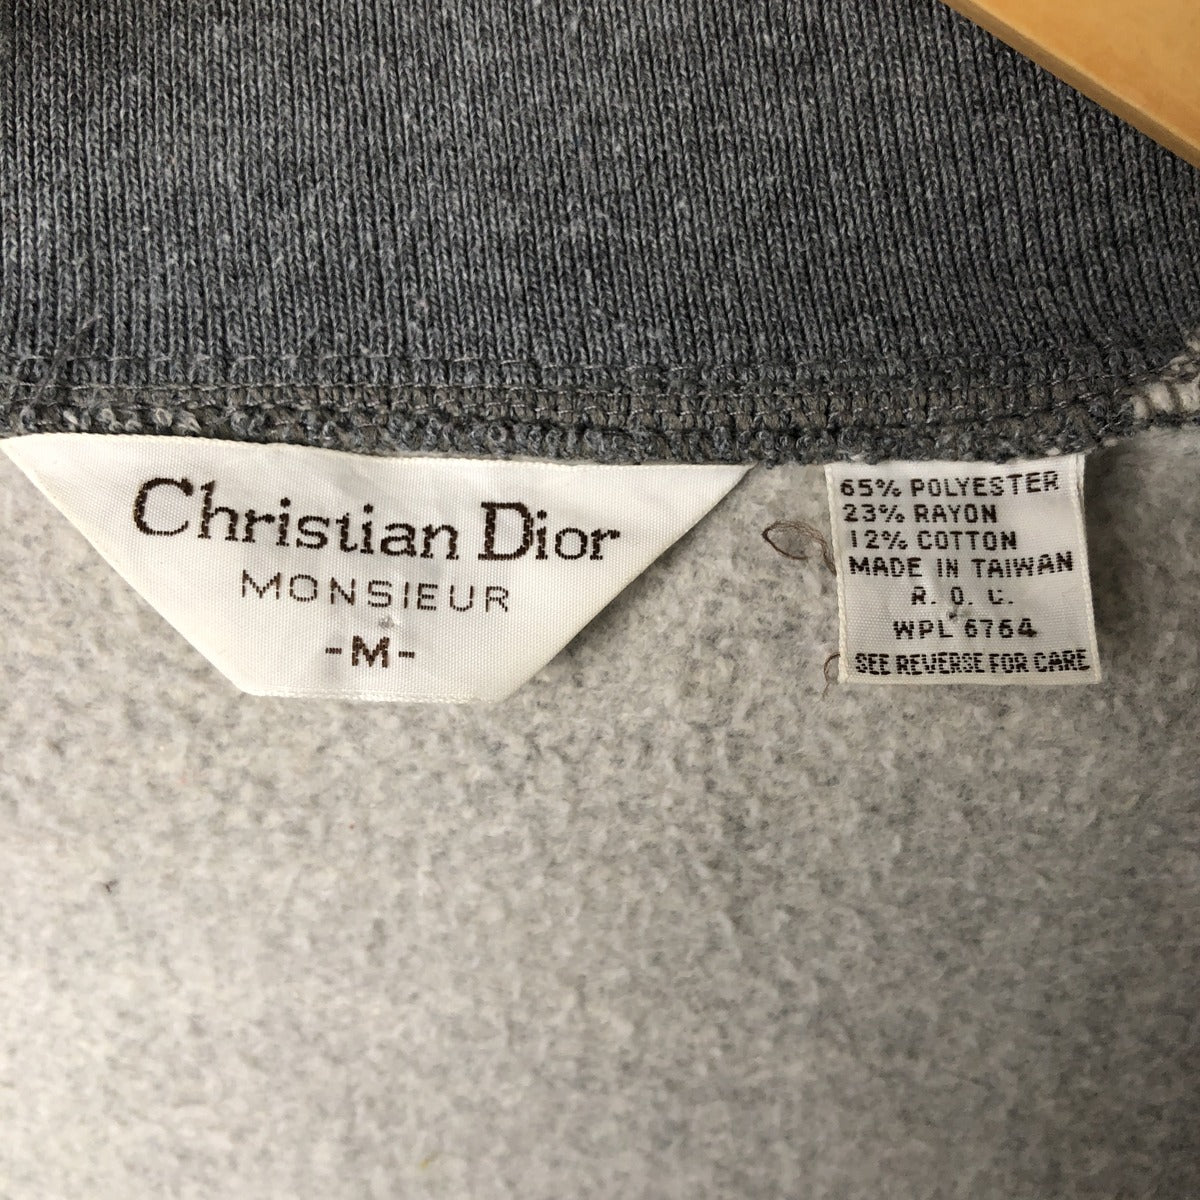 Christian Dior
MONSIEUR
-M-
65% POLYESTER
23% RAYON
12% COTTON
MADE IN TAIWAN
R. O. C.
WPL 6764
SEE REVERSE FOR CARE